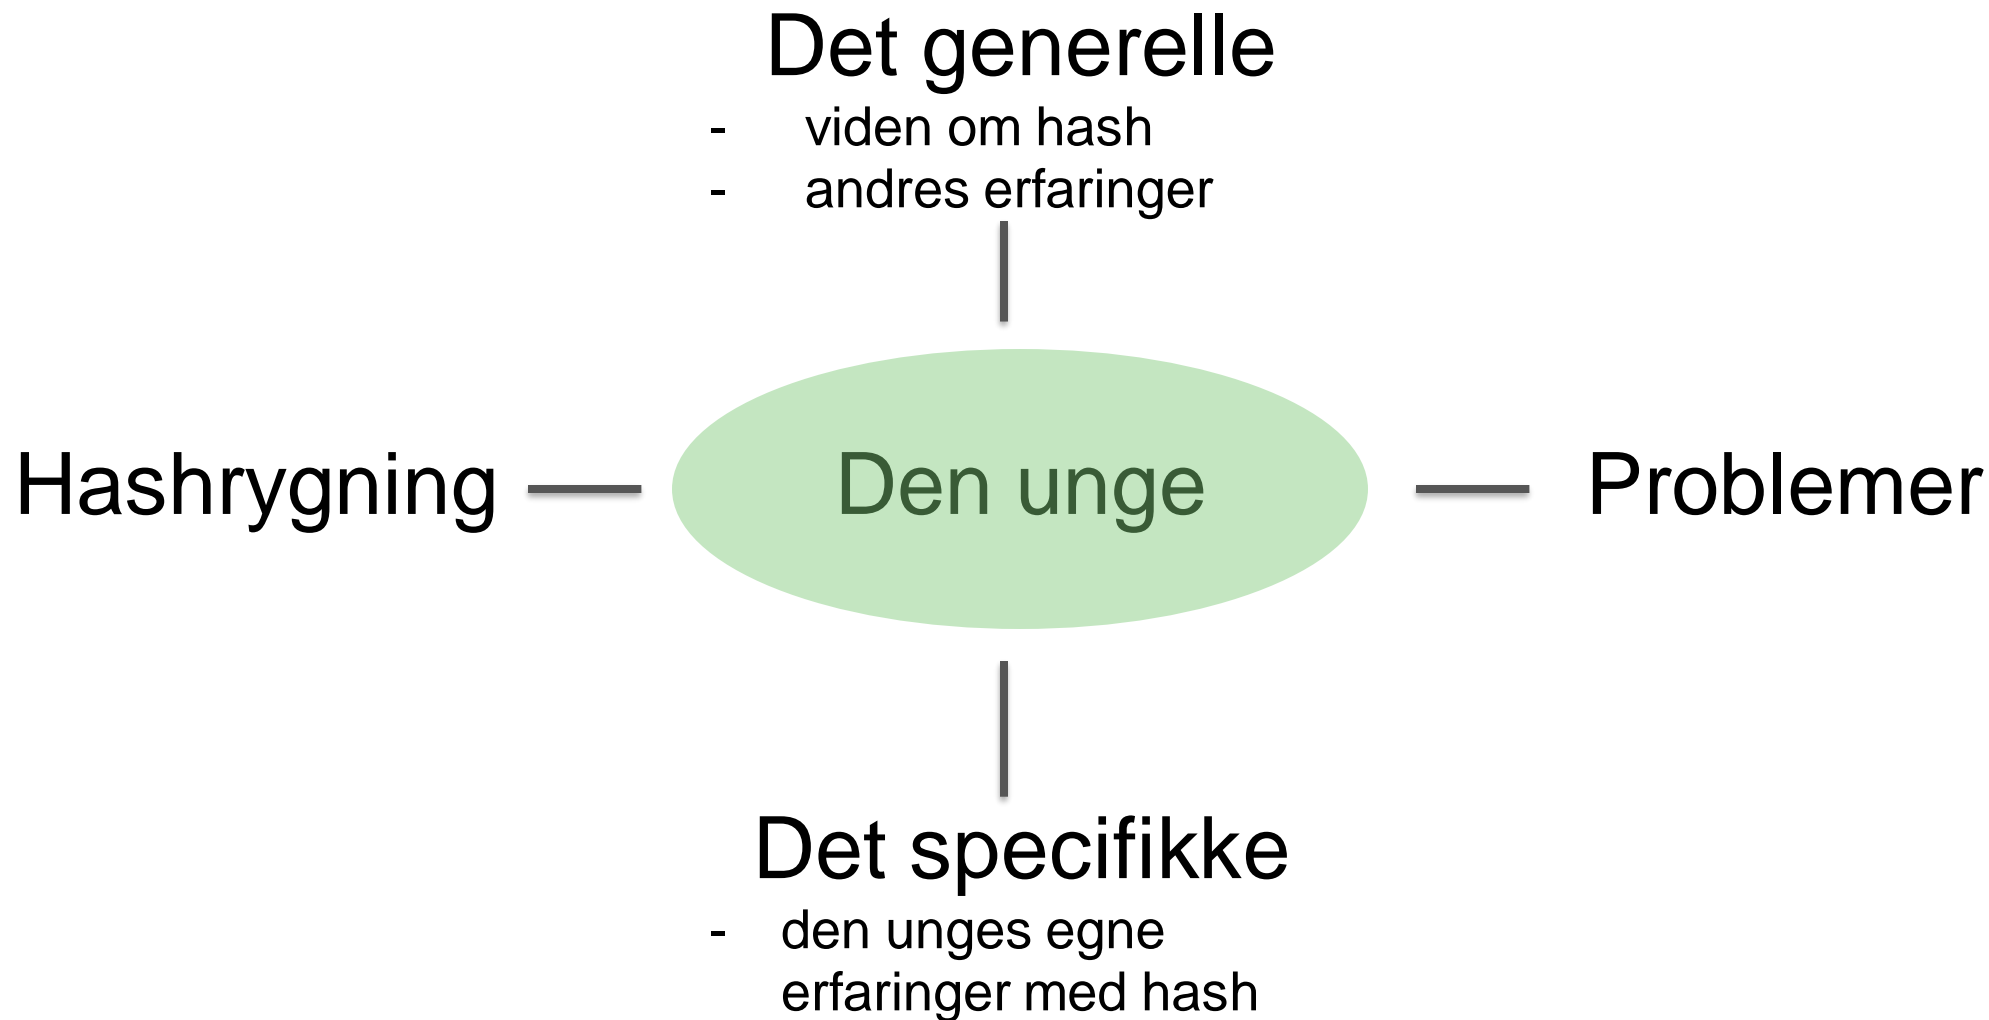 Det generelle
- viden om hash
- andres erfaringer
Hashrygning
Den unge
Problemer
Det specifikke
- den unges egne
erfaringer med hash